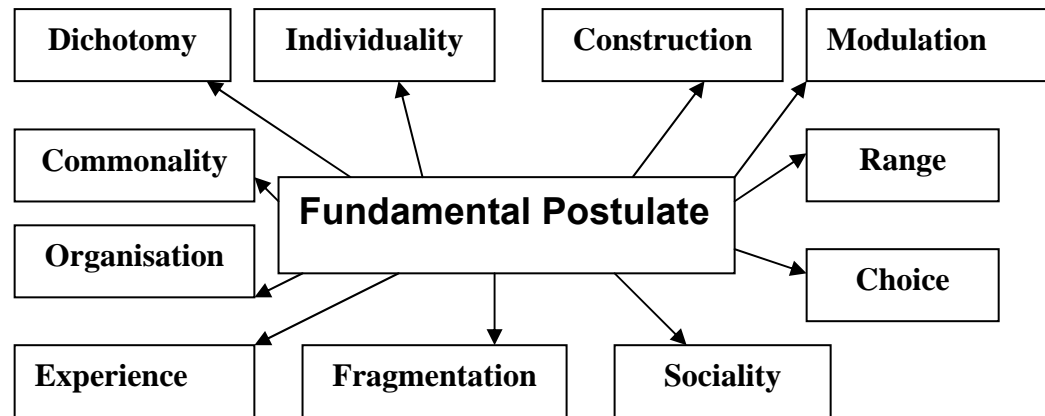 Dichotomy
Individuality
Construction
Modulation
Commonality
Range
Fundamental Postulate
Organisation
Choice
Experience
Fragmentation
Sociality